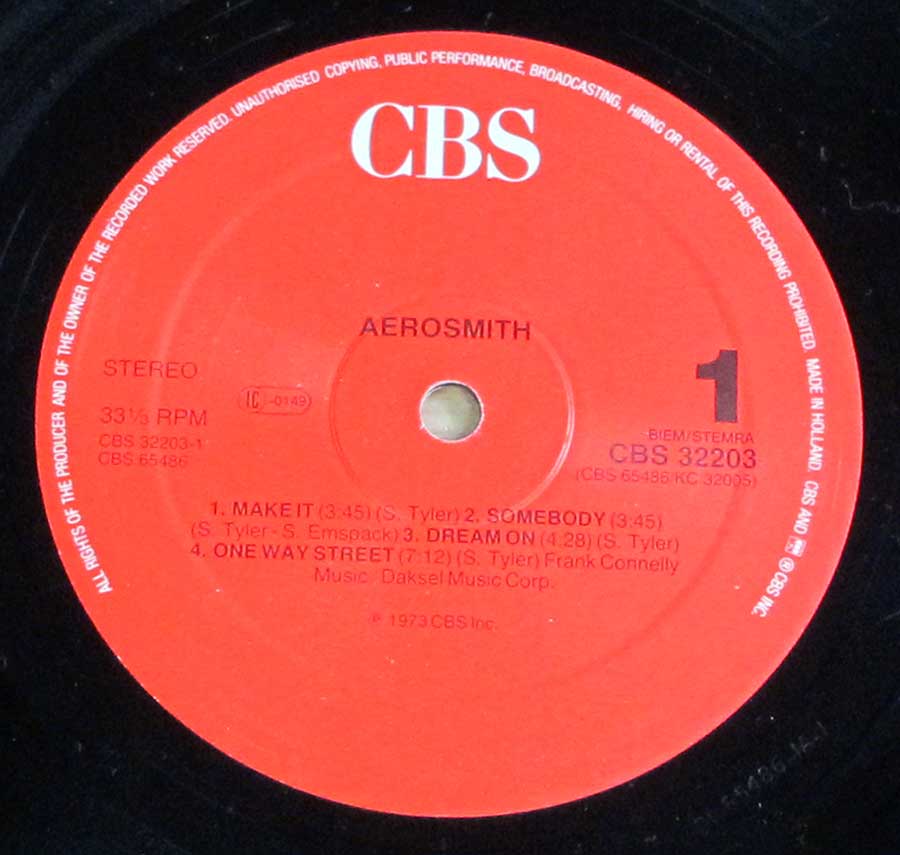 ALL RIGHTS OF THE PRODUCER AND OF THE OWNER OF THE RECORDED WORK RESERVED. UNAUTHORISED COPYING, PUBLIC PERFORMANCE, BROADCASTING, HIRING OR RENTAL OF THIS RECORDING PROHIBITED. MADE IN HOLLAND. CBS AND ® CBS INC.
CBS
AEROSMITH
STEREO
33⅓ RPM
CBS 32203-1
CBS 65486
IC -0149
1
BIEM/STEMRA
CBS 32203
(CBS 65486/KC 32005)
1. MAKE IT (3:45) (S. Tyler) 2. SOMEBODY (3:45)
(S. Tyler - S. Emspack) 3. DREAM ON (4:28) (S. Tyler)
4. ONE WAY STREET (7:12) (S. Tyler) Frank Connelly
Music / Daksel Music Corp.
℗ 1973 CBS Inc.